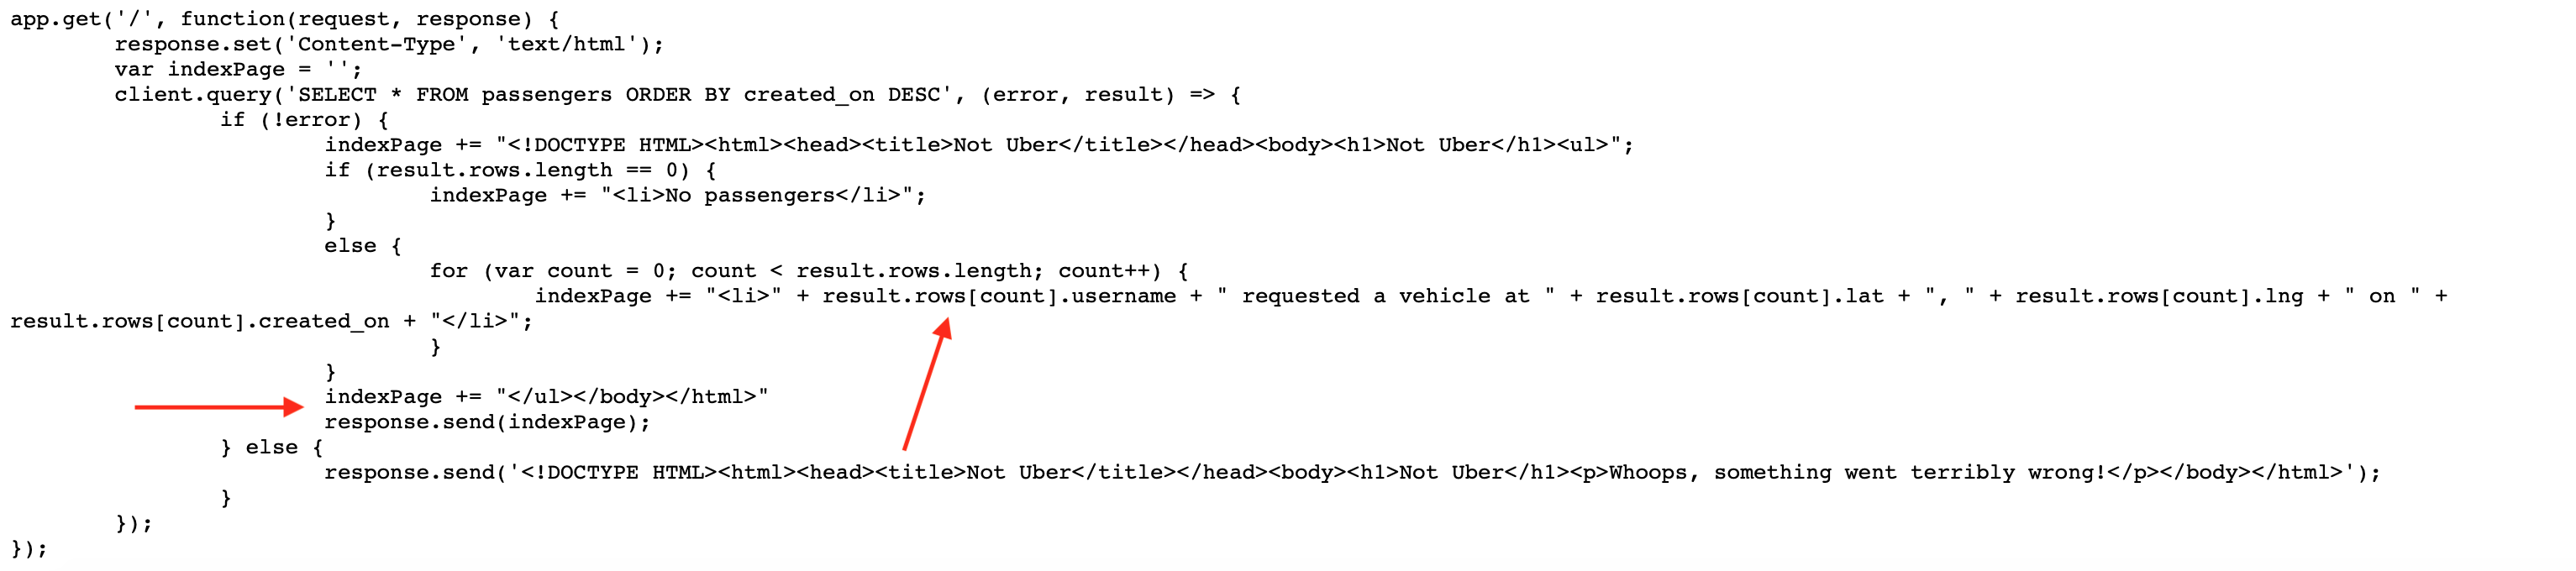 app.get('/', function(request, response) {
        response.set('Content-Type', 'text/html');
        var indexPage = '';
        client.query('SELECT * FROM passengers ORDER BY created_on DESC', (error, result) => {
                if (!error) {
                        indexPage += "<!DOCTYPE HTML><html><head><title>Not Uber</title></head><body><h1>Not Uber</h1><ul>";
                        if (result.rows.length == 0) {
                                indexPage += "<li>No passengers</li>";
                        }
                        else {
                                for (var count = 0; count < result.rows.length; count++) {
                                        indexPage += "<li>" + result.rows[count].username + " requested a vehicle at " + result.rows[count].lat + ", " + result.rows[count].lng + " on " +
result.rows[count].created_on + "</li>";
                                }
                        }
                        indexPage += "</ul></body></html>"
                        response.send(indexPage);
                } else {
                        response.send('<!DOCTYPE HTML><html><head><title>Not Uber</title></head><body><h1>Not Uber</h1><p>Whoops, something went terribly wrong!</p></body></html>');
                }
        });
});